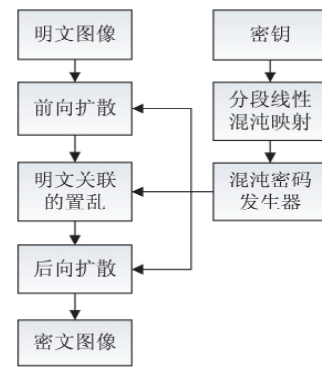 明文图像
密钥
前向扩散
分段线性
混沌映射
明文关联
的置乱
混沌密码
发生器
后向扩散
密文图像